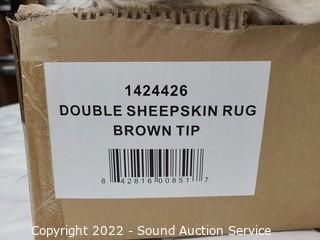 1424426
DOUBLE SHEEPSKIN RUG
BROWN TIP
8 42816 00851 7
Copyright 2022 - Sound Auction Service